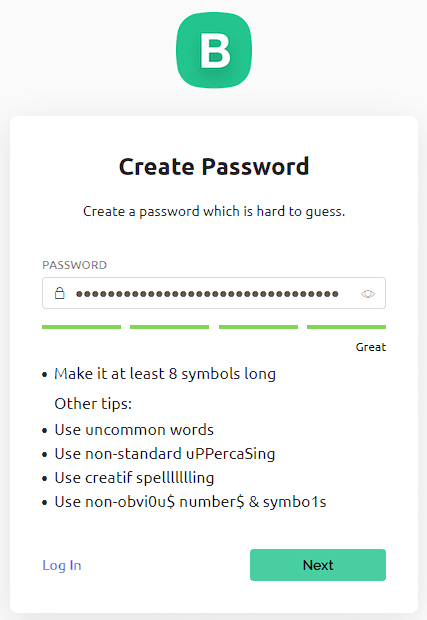 B
Create Password
Create a password which is hard to guess.
PASSWORD
●●●●●●●●●●●●●●●●●●●●●●●●●●●●●●●●●
Great
• Make it at least 8 symbols long
Other tips:
• Use uncommon words
• Use non-standard uPPercaSing
• Use creatif spellllllling
• Use non-obvi0u$ number$ & symbo1s
Log In
Next